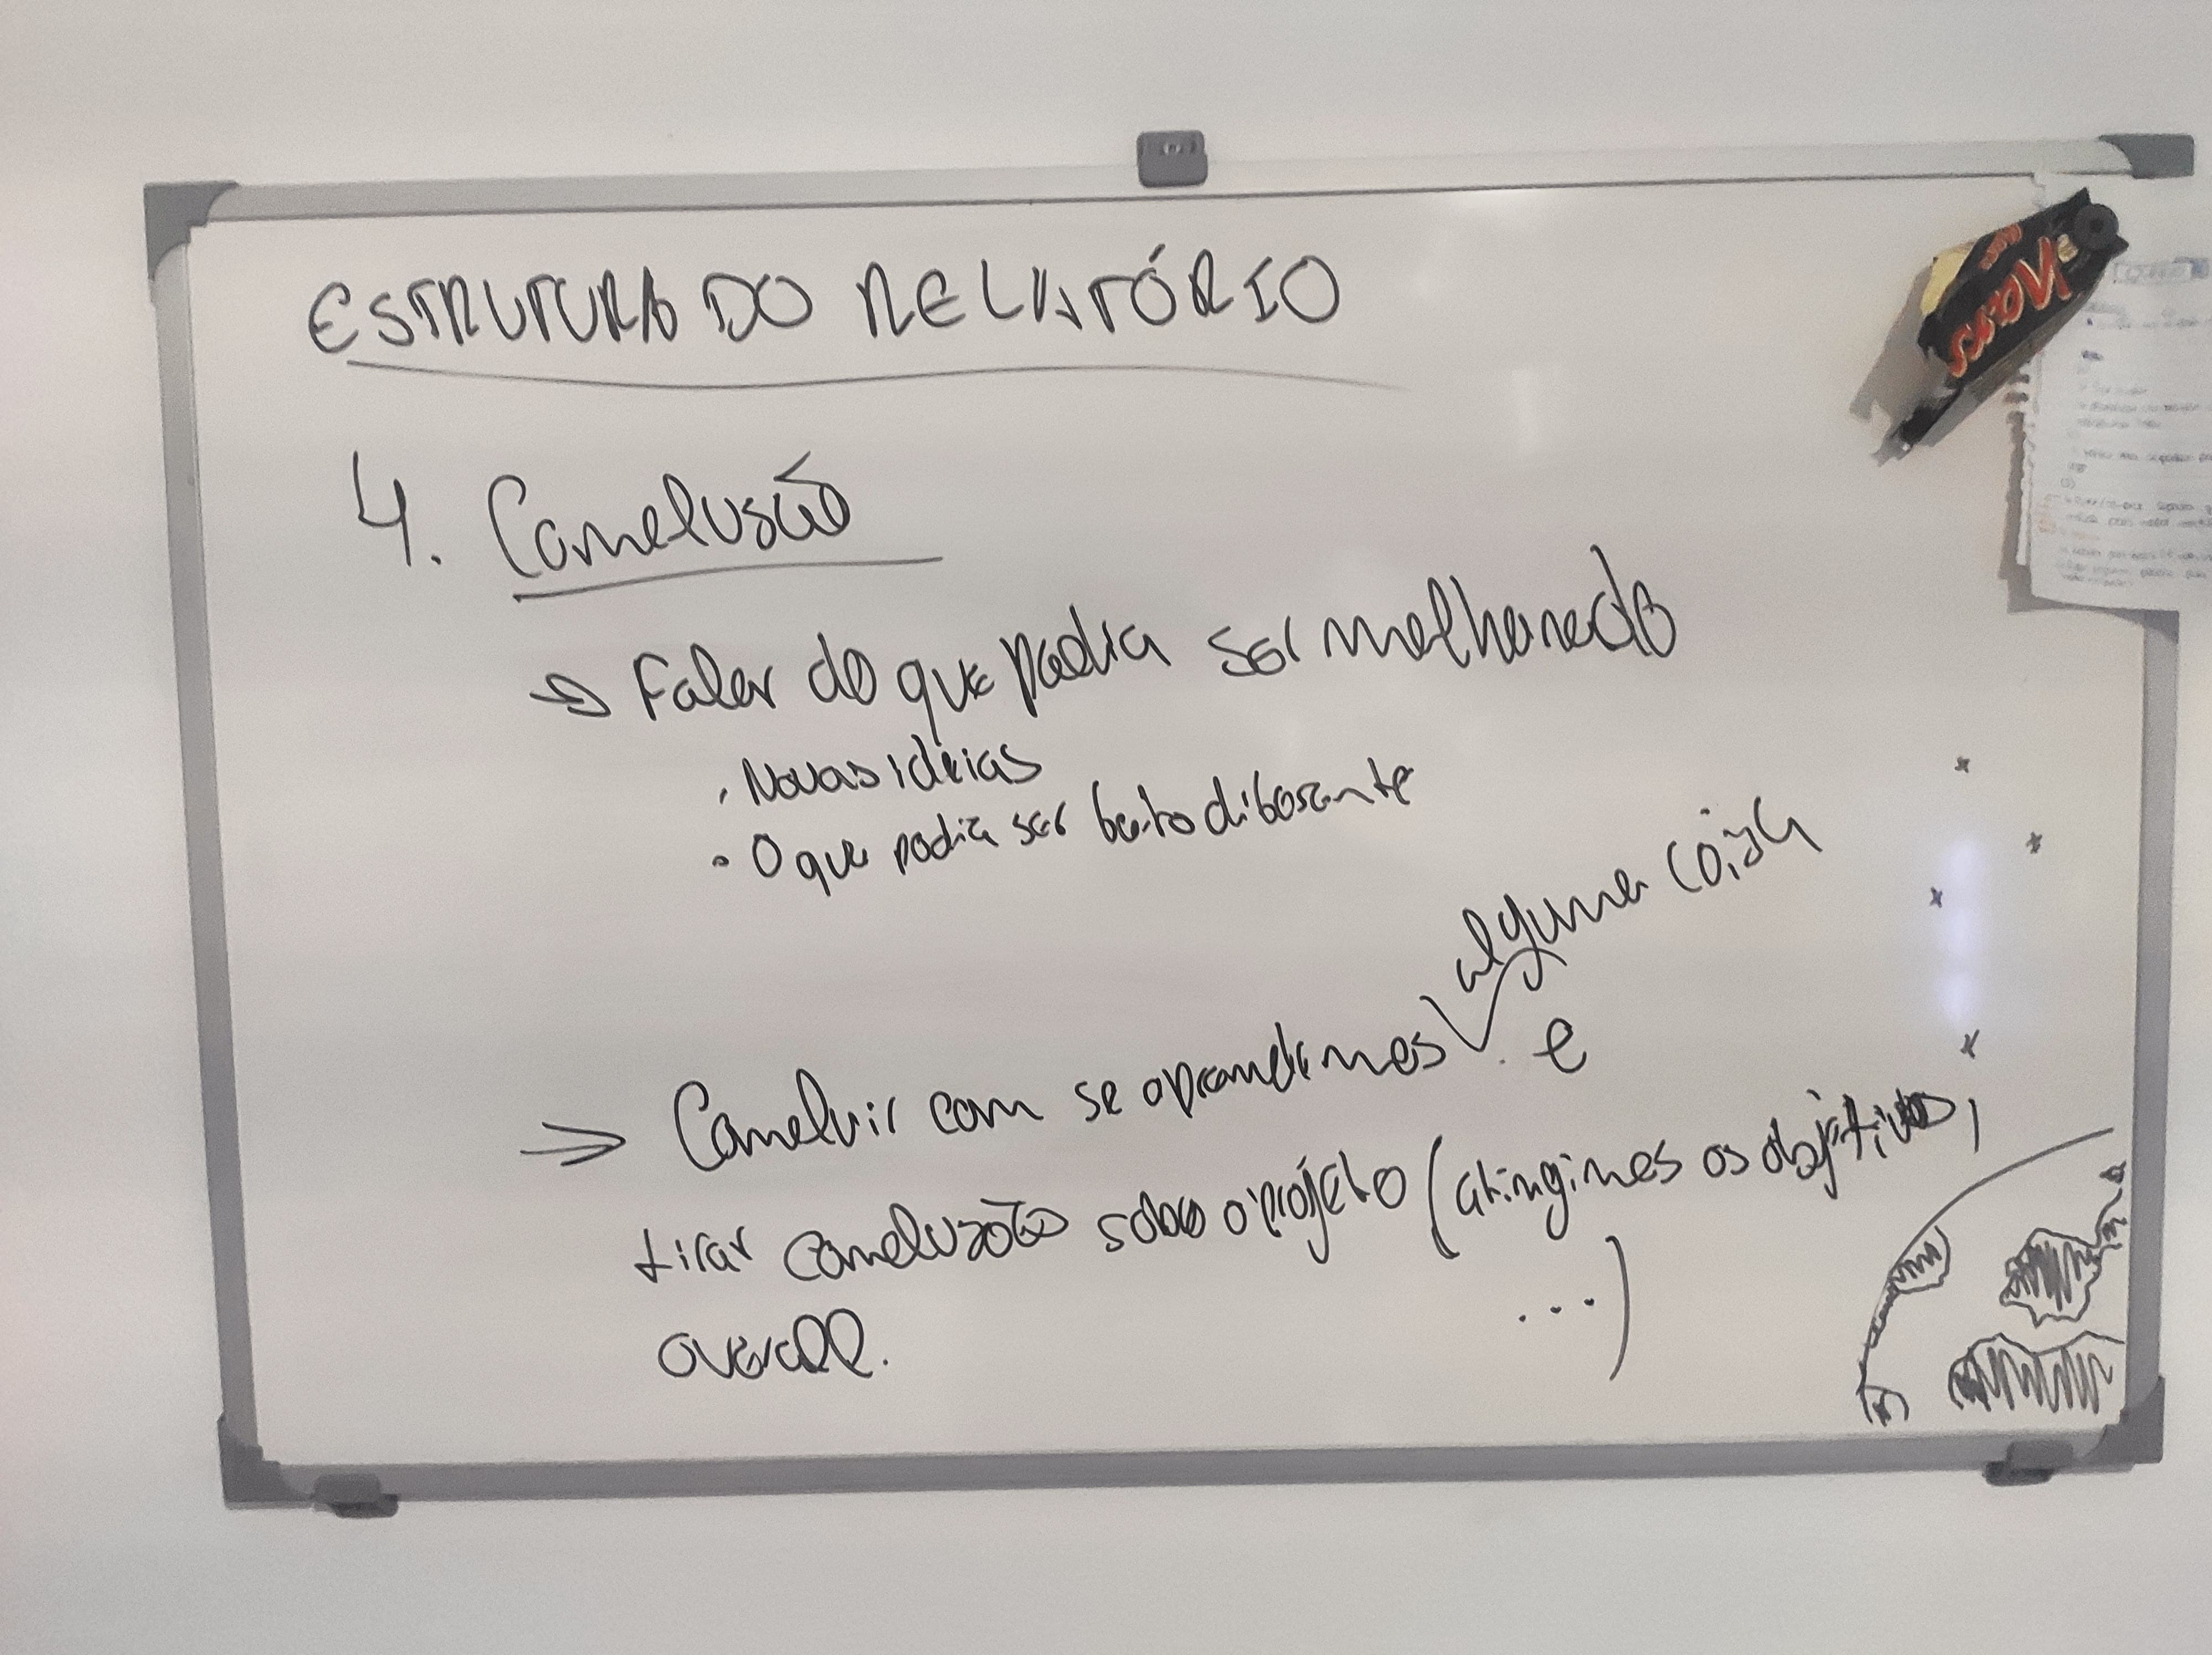 ESTRUTURA DO RELATÓRIO
4. Conclusão
→ Falar do que podia ser melhorado
· Novas ideias
· O que podia ser feito diferente
alguma coisa
→ Concluir com se aprendemos e
tirar conclusões sobre o projeto (atingimos os objetivos,
overall. ...)
Mars